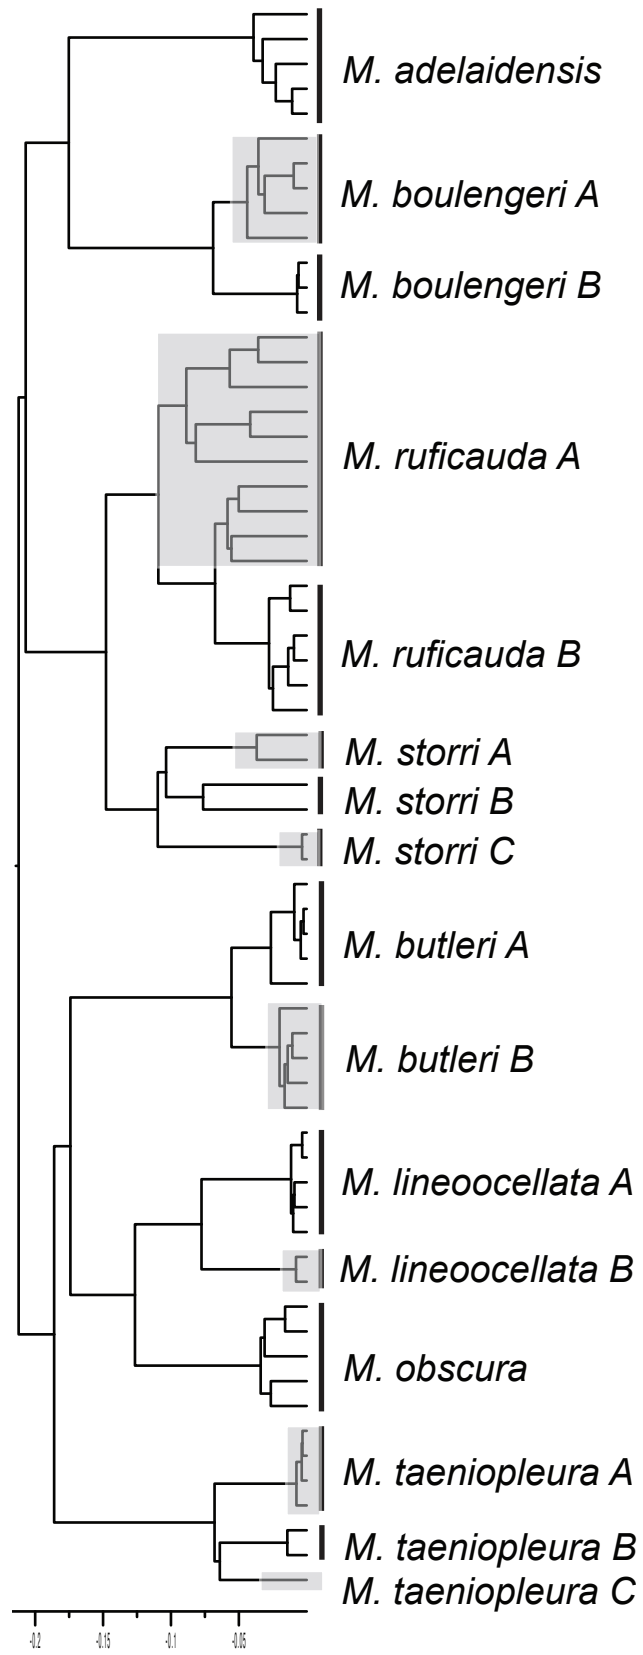 M. adelaidensis
M. boulengeri A
M. boulengeri B
M. ruficauda A
M. ruficauda B
M. storri A
M. storri B
M. storri C
M. butleri A
M. butleri B
M. lineoocellata A
M. lineoocellata B
M. obscura
M. taeniopleura A
M. taeniopleura B
M. taeniopleura C
-0.2 -0.15 -0.1 -0.05